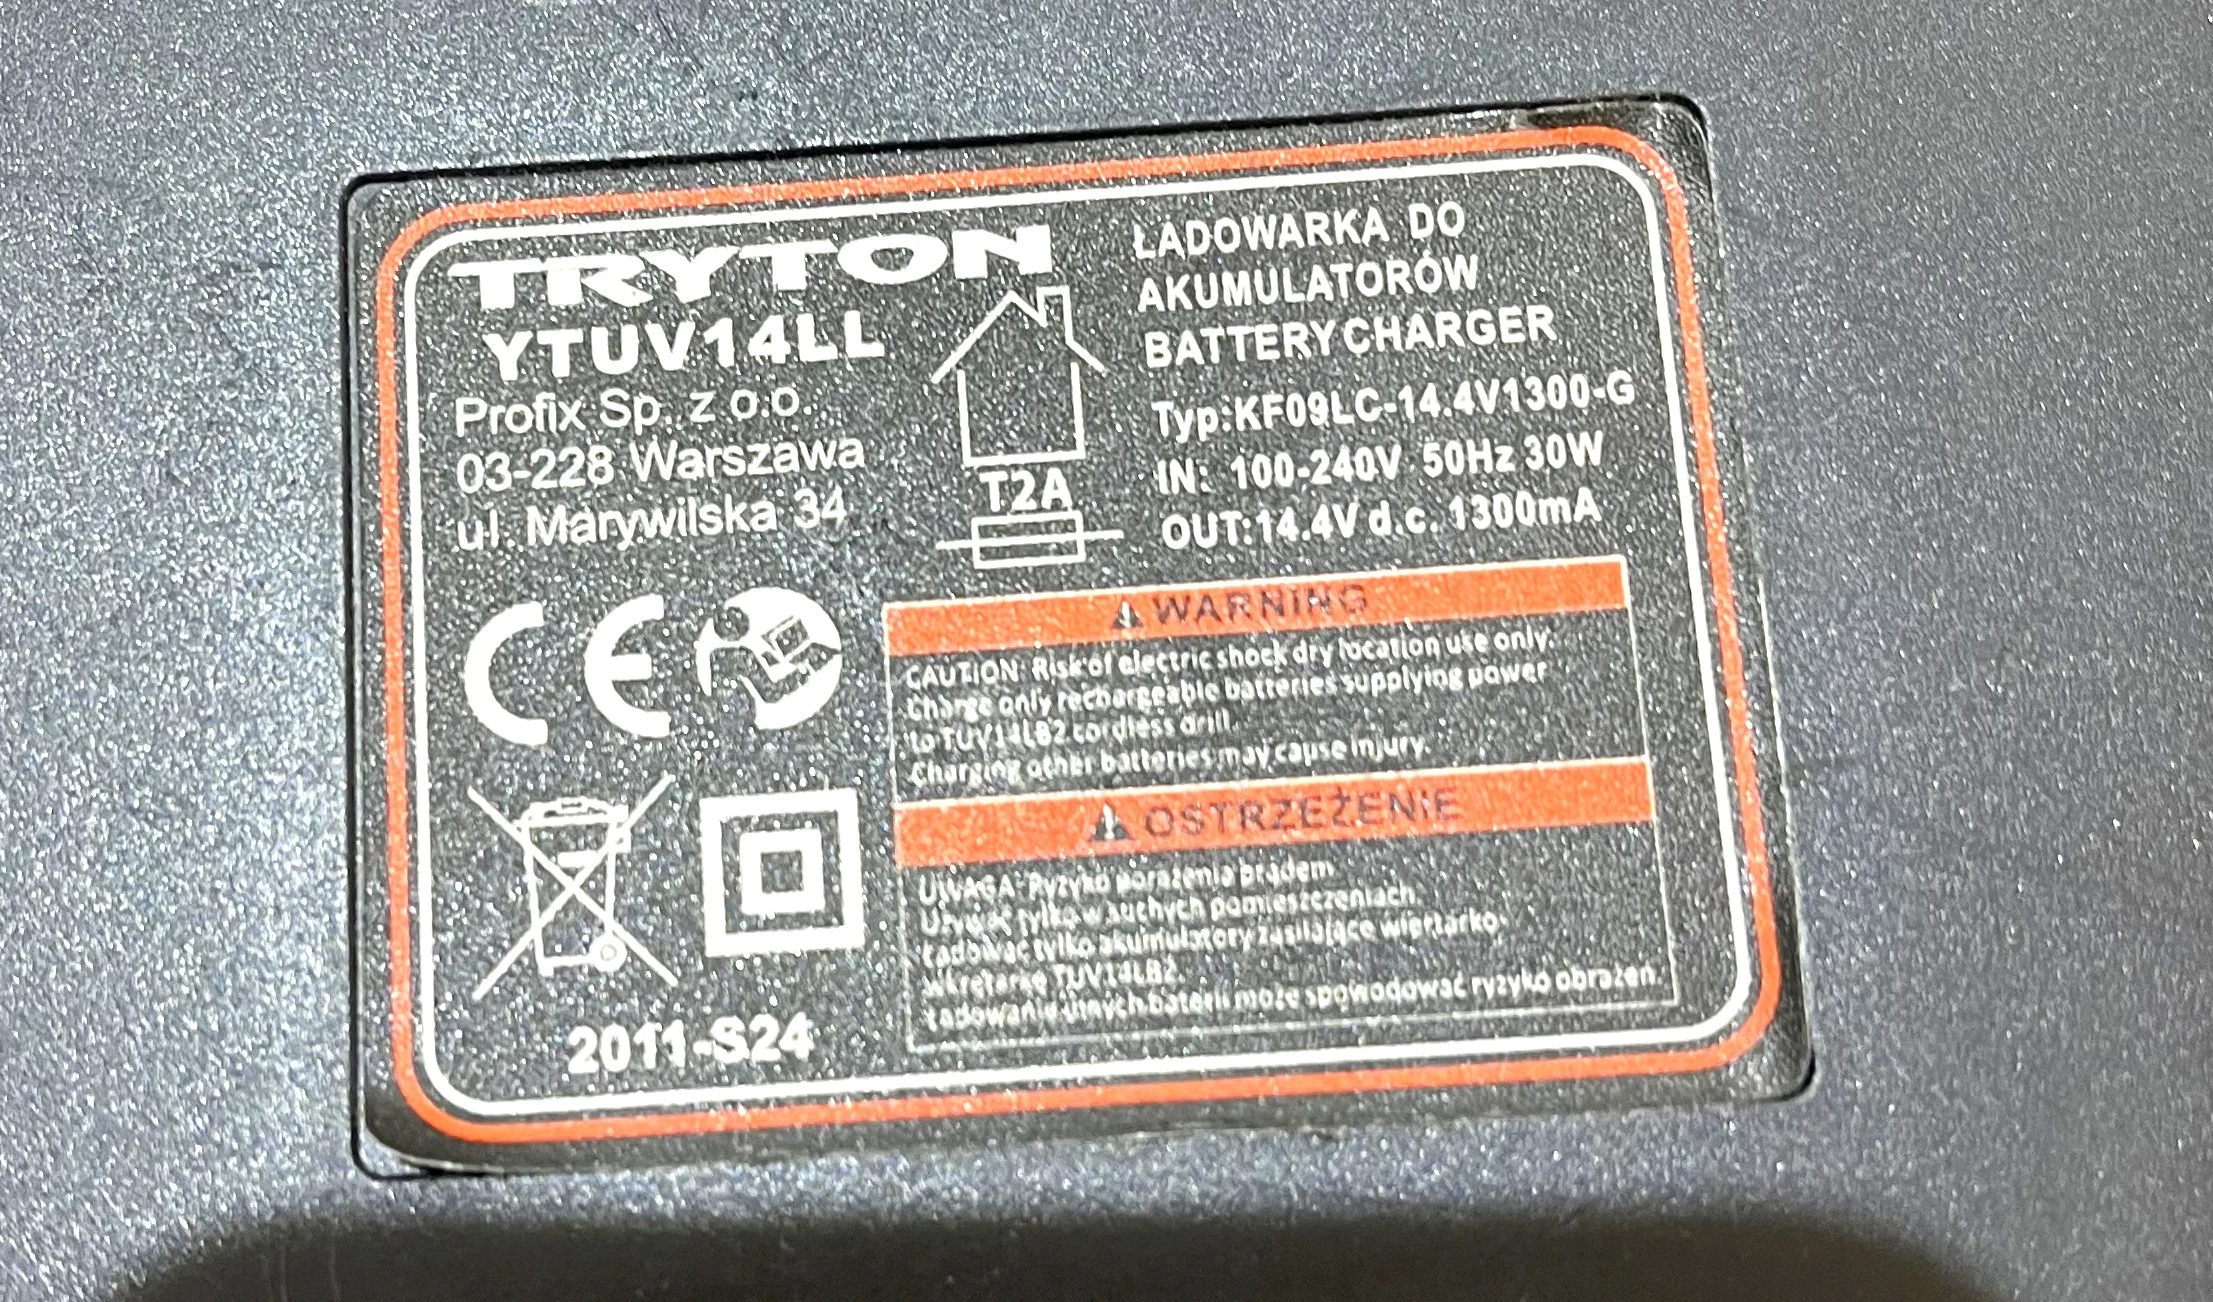 TRYTON
YTUV14LL
Profix Sp. z o.o.
03-228 Warszawa
ul. Marywilska 34
T2A
ŁADOWARKA DO
AKUMULATORÓW
BATTERY CHARGER
Typ:KF09LC-14.4V1300-G
IN: 100-240V 50Hz 30W
OUT:14.4V d.c. 1300mA
CE
WARNING
CAUTION: Risk of electric shock dry location use only.
Charge only rechargeable batteries supplying power
to TUV14LB2 cordless drill.
Charging other batteries may cause injury.
OSTRZEŻENIE
UWAGA: Ryzyko porażenia prądem.
Używać tylko w suchych pomieszczeniach.
Ładować tylko akumulatory zasilające wiertarko-
wkrętarkę TUV14LB2.
Ładowanie innych baterii może spowodować ryzyko obrażeń.
2011-S24